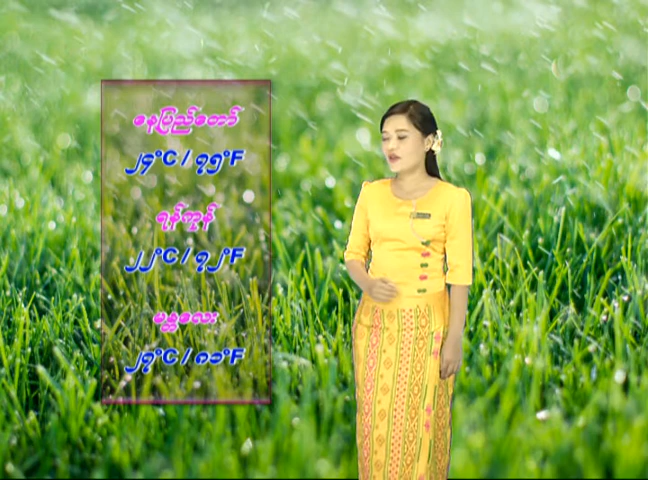 နေပြည်တော်
၂၄°C / ၇၅°F
ရန်ကုန်
၂၂°C / ၇၂°F
မန္တလေး
၂၇°C / ၈၁°F